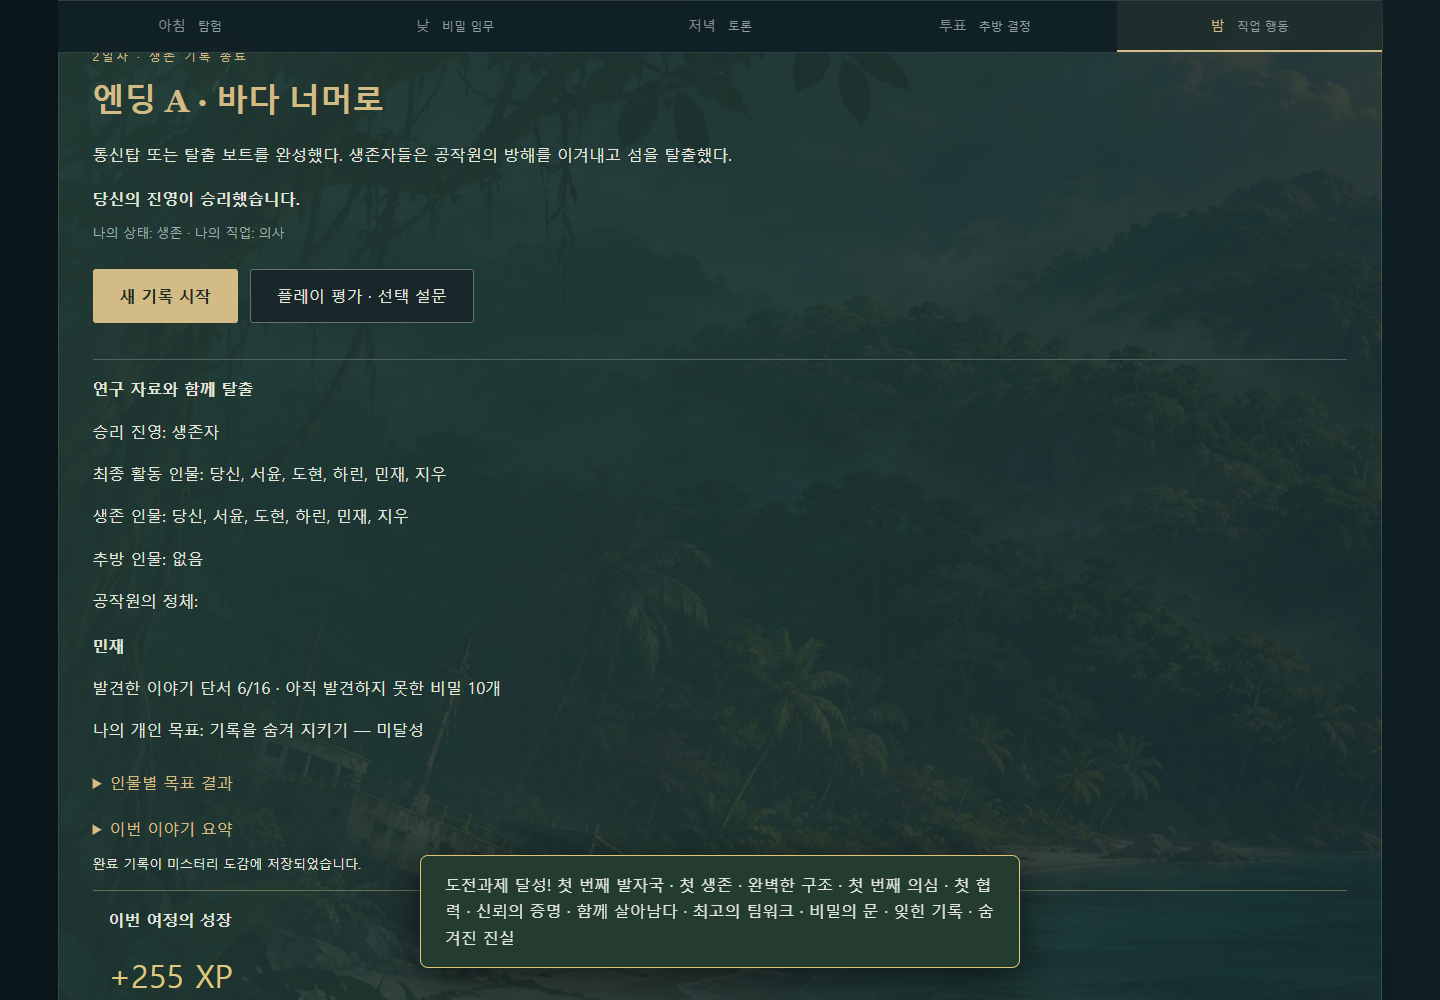 아침 탐험
낮 비밀 임무
저녁 토론
투표 추방 결정
밤 직업 행동
2일차 · 생존 기록 종료
엔딩 A · 바다 너머로
통신탑 또는 탈출 보트를 완성했다. 생존자들은 공작원의 방해를 이겨내고 섬을 탈출했다.
당신의 진영이 승리했습니다.
나의 상태: 생존 · 나의 직업: 의사
새 기록 시작
플레이 평가 · 선택 설문
연구 자료와 함께 탈출
승리 진영: 생존자
최종 활동 인물: 당신, 서윤, 도현, 하린, 민재, 지우
생존 인물: 당신, 서윤, 도현, 하린, 민재, 지우
추방 인물: 없음
공작원의 정체:
민재
발견한 이야기 단서 6/16 · 아직 발견하지 못한 비밀 10개
나의 개인 목표: 기록을 숨겨 지키기 — 미달성
▶ 인물별 목표 결과
▶ 이번 이야기 요약
완료 기록이 미스터리 도감에 저장되었습니다.
도전과제 달성! 첫 번째 발자국 · 첫 생존 · 완벽한 구조 · 첫 번째 의심 · 첫 협
력 · 신뢰의 증명 · 함께 살아남다 · 최고의 팀워크 · 비밀의 문 · 잊힌 기록 · 숨
겨진 진실
이번 여정의 성장
+255 XP